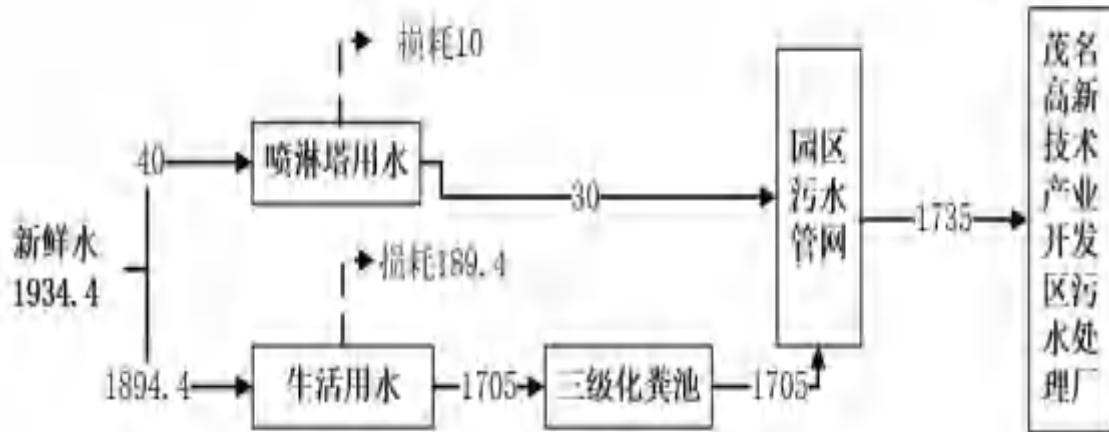 损耗10
40
喷淋塔用水
30
新鲜水
1934.4
损耗189.4
1894.4
生活用水
1705
三级化粪池
1705
园区
污水
管网
1735
茂名
高新
技术
产业
开发
区污
水处
理厂